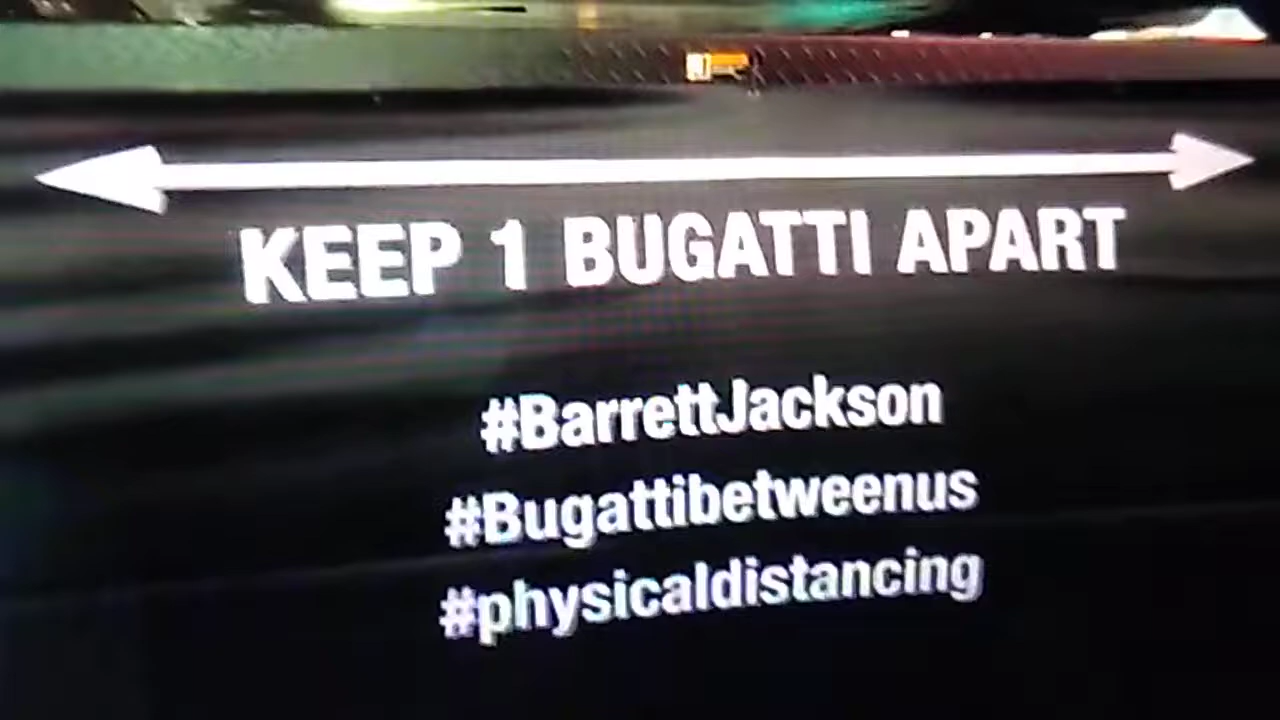 KEEP 1 BUGATTI APART
#BarrettJackson
#Bugattibetweenus
#physicaldistancing